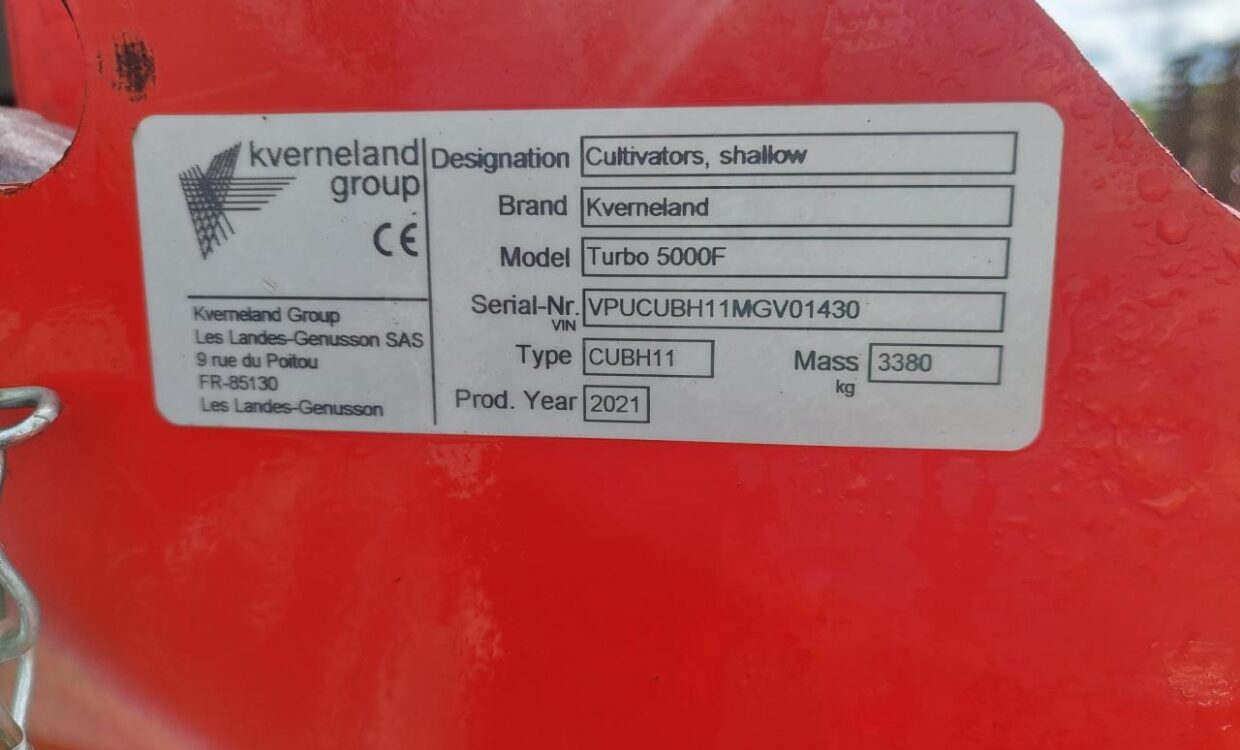 kverneland
group
CE
Kverneland Group
Les Landes-Genusson SAS
9 rue du Poitou
FR-85130
Les Landes-Genusson
Designation Cultivators, shallow
Brand Kverneland
Model Turbo 5000F
Serial-Nr. VPUCUBH11MGV01430
VIN
Type CUBH11 Mass 3380
kg
Prod. Year 2021